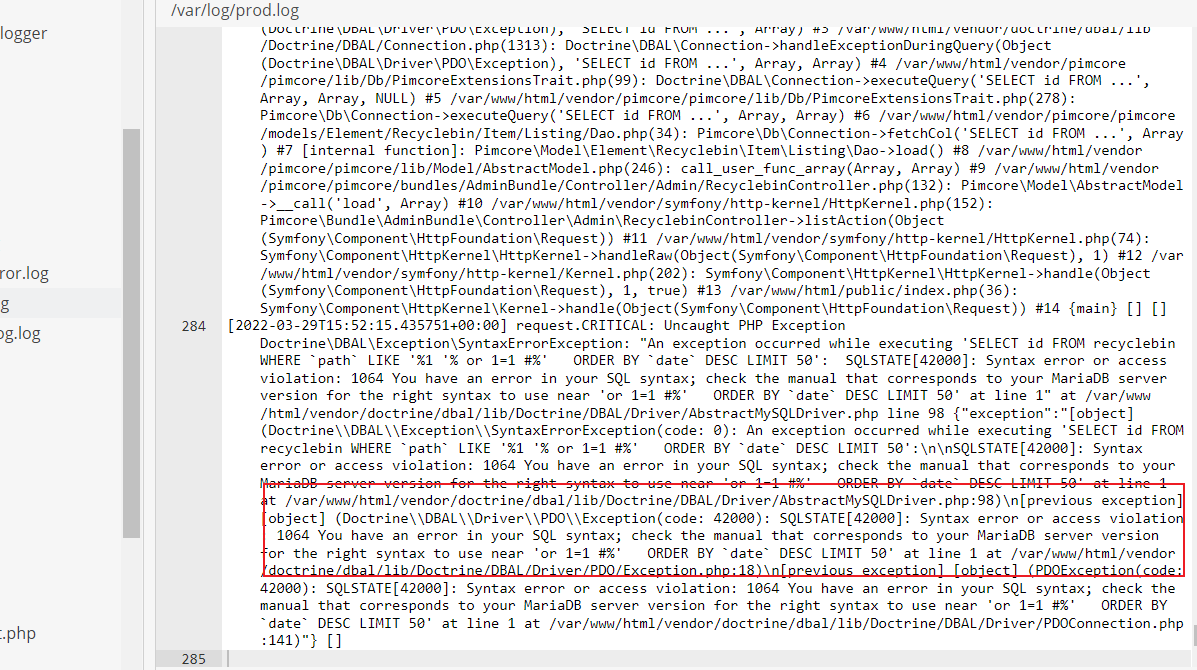 /var/log/prod.log
logger
ror.log
g
og.log
t.php
(Doctrine\DBAL\Driver\PDO\Exception), 'SELECT id FROM ...', Array) #3 /var/www/html/vendor/doctrine/dbal/lib
/Doctrine/DBAL/Connection.php(1313): Doctrine\DBAL\Connection->handleExceptionDuringQuery(Object
(Doctrine\DBAL\Driver\PDO\Exception), 'SELECT id FROM ...', Array, Array) #4 /var/www/html/vendor/pimcore
/pimcore/lib/Db/PimcoreExtensionsTrait.php(99): Doctrine\DBAL\Connection->executeQuery('SELECT id FROM ...',
Array, Array, NULL) #5 /var/www/html/vendor/pimcore/pimcore/lib/Db/PimcoreExtensionsTrait.php(278):
Pimcore\Db\Connection->executeQuery('SELECT id FROM ...', Array, Array) #6 /var/www/html/vendor/pimcore/pimcore
/models/Element/Recyclebin/Item/Listing/Dao.php(34): Pimcore\Db\Connection->fetchCol('SELECT id FROM ...', Array
) #7 [internal function]: Pimcore\Model\Element\Recyclebin\Item\Listing\Dao->load() #8 /var/www/html/vendor
/pimcore/pimcore/lib/Model/AbstractModel.php(246): call_user_func_array(Array, Array) #9 /var/www/html/vendor
/pimcore/pimcore/bundles/AdminBundle/Controller/Admin/RecyclebinController.php(132): Pimcore\Model\AbstractModel
->__call('load', Array) #10 /var/www/html/vendor/symfony/http-kernel/HttpKernel.php(152):
Pimcore\Bundle\AdminBundle\Controller\Admin\RecyclebinController->listAction(Object
(Symfony\Component\HttpFoundation\Request)) #11 /var/www/html/vendor/symfony/http-kernel/HttpKernel.php(74):
Symfony\Component\HttpKernel\HttpKernel->handleRaw(Object(Symfony\Component\HttpFoundation\Request), 1) #12 /var
/www/html/vendor/symfony/http-kernel/Kernel.php(202): Symfony\Component\HttpKernel\HttpKernel->handle(Object
(Symfony\Component\HttpFoundation\Request), 1, true) #13 /var/www/html/public/index.php(36):
Symfony\Component\HttpKernel\Kernel->handle(Object(Symfony\Component\HttpFoundation\Request)) #14 {main} [] []
284 [2022-03-29T15:52:15.435751+00:00] request.CRITICAL: Uncaught PHP Exception
Doctrine\DBAL\Exception\SyntaxErrorException: "An exception occurred while executing 'SELECT id FROM recyclebin
WHERE `path` LIKE '%1 '% or 1=1 #%'   ORDER BY `date` DESC LIMIT 50':  SQLSTATE[42000]: Syntax error or access
violation: 1064 You have an error in your SQL syntax; check the manual that corresponds to your MariaDB server
version for the right syntax to use near 'or 1=1 #%'   ORDER BY `date` DESC LIMIT 50' at line 1" at /var/www
/html/vendor/doctrine/dbal/lib/Doctrine/DBAL/Driver/AbstractMySQLDriver.php line 98 {"exception":"[object]
(Doctrine\\DBAL\\Exception\\SyntaxErrorException(code: 0): An exception occurred while executing 'SELECT id FROM
recyclebin WHERE `path` LIKE '%1 '% or 1=1 #%'   ORDER BY `date` DESC LIMIT 50':\n\nSQLSTATE[42000]: Syntax
error or access violation: 1064 You have an error in your SQL syntax; check the manual that corresponds to your
MariaDB server version for the right syntax to use near 'or 1=1 #%'   ORDER BY `date` DESC LIMIT 50' at line 1
at /var/www/html/vendor/doctrine/dbal/lib/Doctrine/DBAL/Driver/AbstractMySQLDriver.php:98)\n[previous exception]
[object] (Doctrine\\DBAL\\Driver\\PDO\\Exception(code: 42000): SQLSTATE[42000]: Syntax error or access violation
1064 You have an error in your SQL syntax; check the manual that corresponds to your MariaDB server version
for the right syntax to use near 'or 1=1 #%'   ORDER BY `date` DESC LIMIT 50' at line 1 at /var/www/html/vendor
/doctrine/dbal/lib/Doctrine/DBAL/Driver/PDO/Exception.php:18)\n[previous exception] [object] (PDOException(code:
42000): SQLSTATE[42000]: Syntax error or access violation: 1064 You have an error in your SQL syntax; check the
manual that corresponds to your MariaDB server version for the right syntax to use near 'or 1=1 #%'   ORDER BY
`date` DESC LIMIT 50' at line 1 at /var/www/html/vendor/doctrine/dbal/lib/Doctrine/DBAL/Driver/PDOConnection.php
:141)"} []
285